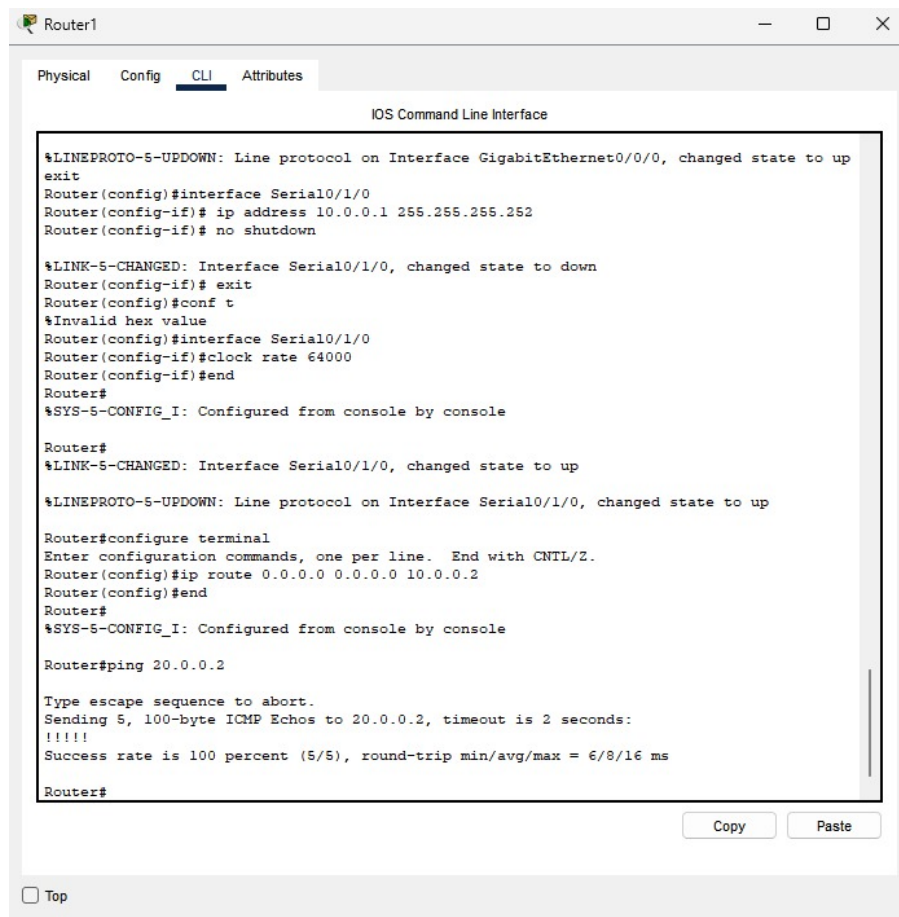 Router1
Physical Config CLI Attributes
IOS Command Line Interface
%LINEPROTO-5-UPDOWN: Line protocol on Interface GigabitEthernet0/0/0, changed state to up
exit
Router(config)#interface Serial0/1/0
Router(config-if)# ip address 10.0.0.1 255.255.255.252
Router(config-if)# no shutdown
%LINK-5-CHANGED: Interface Serial0/1/0, changed state to down
Router(config-if)# exit
Router(config)#conf t
%Invalid hex value
Router(config)#interface Serial0/1/0
Router(config-if)#clock rate 64000
Router(config-if)#end
Router#
%SYS-5-CONFIG_I: Configured from console by console
Router#
%LINK-5-CHANGED: Interface Serial0/1/0, changed state to up
%LINEPROTO-5-UPDOWN: Line protocol on Interface Serial0/1/0, changed state to up
Router#configure terminal
Enter configuration commands, one per line.  End with CNTL/Z.
Router(config)#ip route 0.0.0.0 0.0.0.0 10.0.0.2
Router(config)#end
Router#
%SYS-5-CONFIG_I: Configured from console by console
Router#ping 20.0.0.2
Type escape sequence to abort.
Sending 5, 100-byte ICMP Echos to 20.0.0.2, timeout is 2 seconds:
!!!!!
Success rate is 100 percent (5/5), round-trip min/avg/max = 6/8/16 ms
Router#
Copy Paste
Top